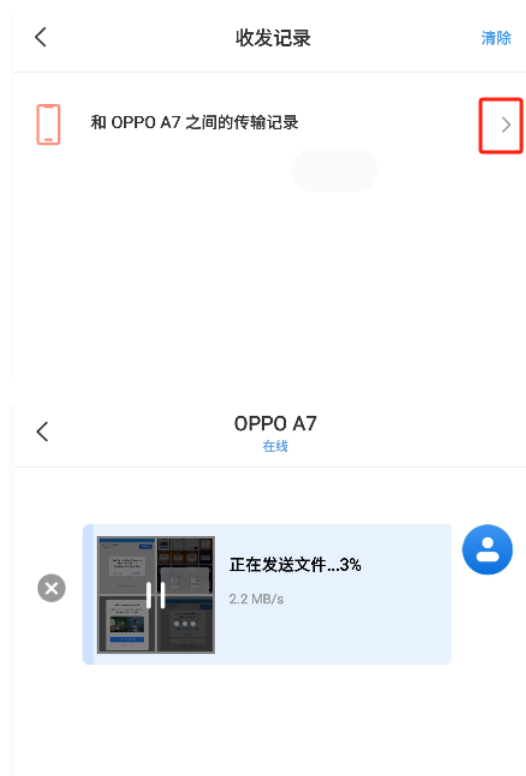 收发记录
清除
和 OPPO A7 之间的传输记录
OPPO A7
在线
正在发送文件...3%
2.2 MB/s